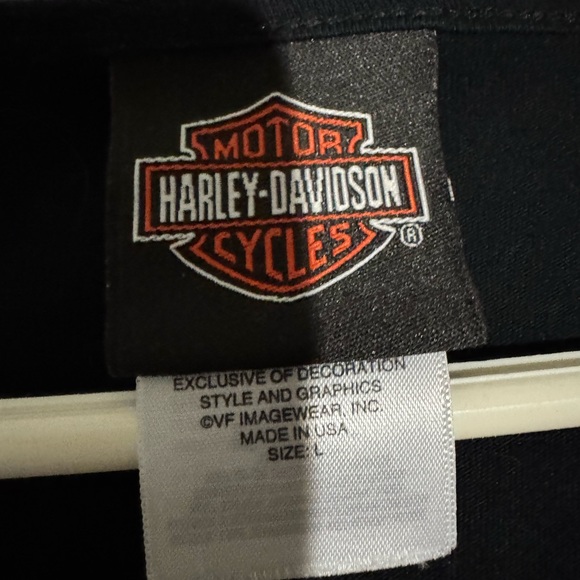 MOTOR
HARLEY-DAVIDSON
CYCLES
®
EXCLUSIVE OF DECORATION
STYLE AND GRAPHICS
©VF IMAGEWEAR, INC.
MADE IN USA
SIZE: L